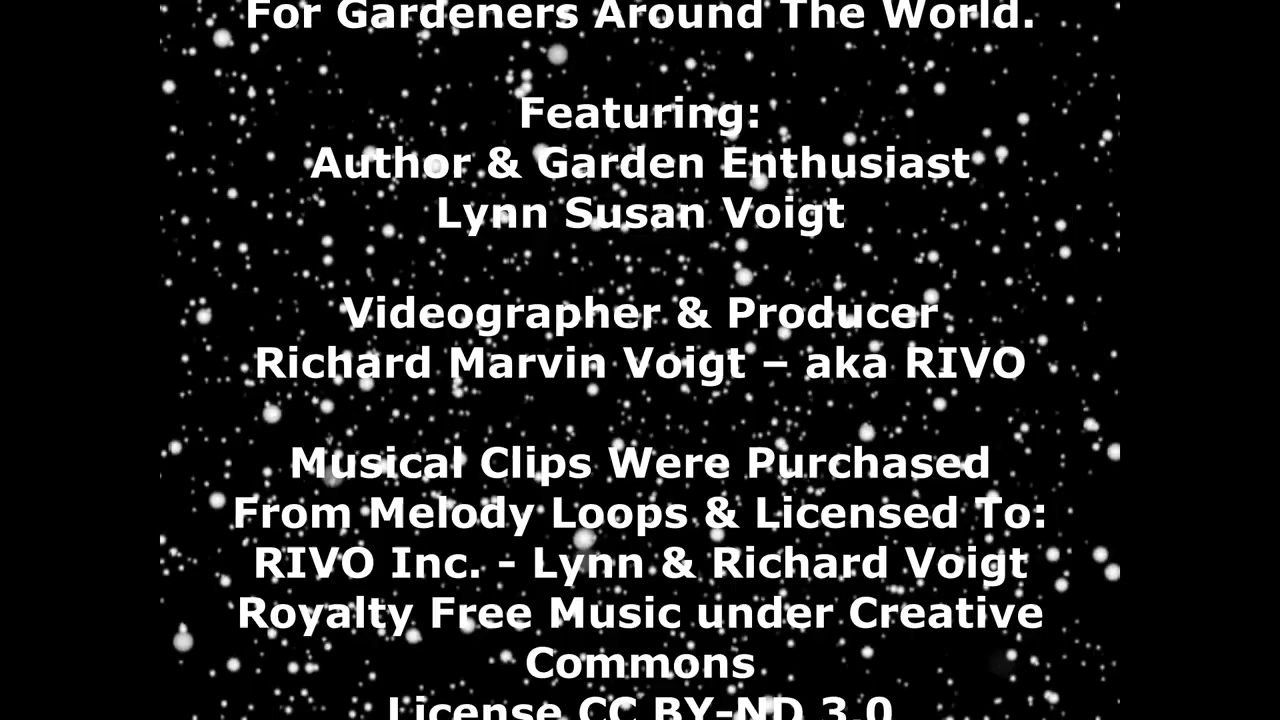 For Gardeners Around The World.
Featuring:
Author & Garden Enthusiast
Lynn Susan Voigt
Videographer & Producer
Richard Marvin Voigt – aka RIVO
Musical Clips Were Purchased
From Melody Loops & Licensed To:
RIVO Inc. - Lynn & Richard Voigt
Royalty Free Music under Creative
Commons
License CC BY-ND 3.0